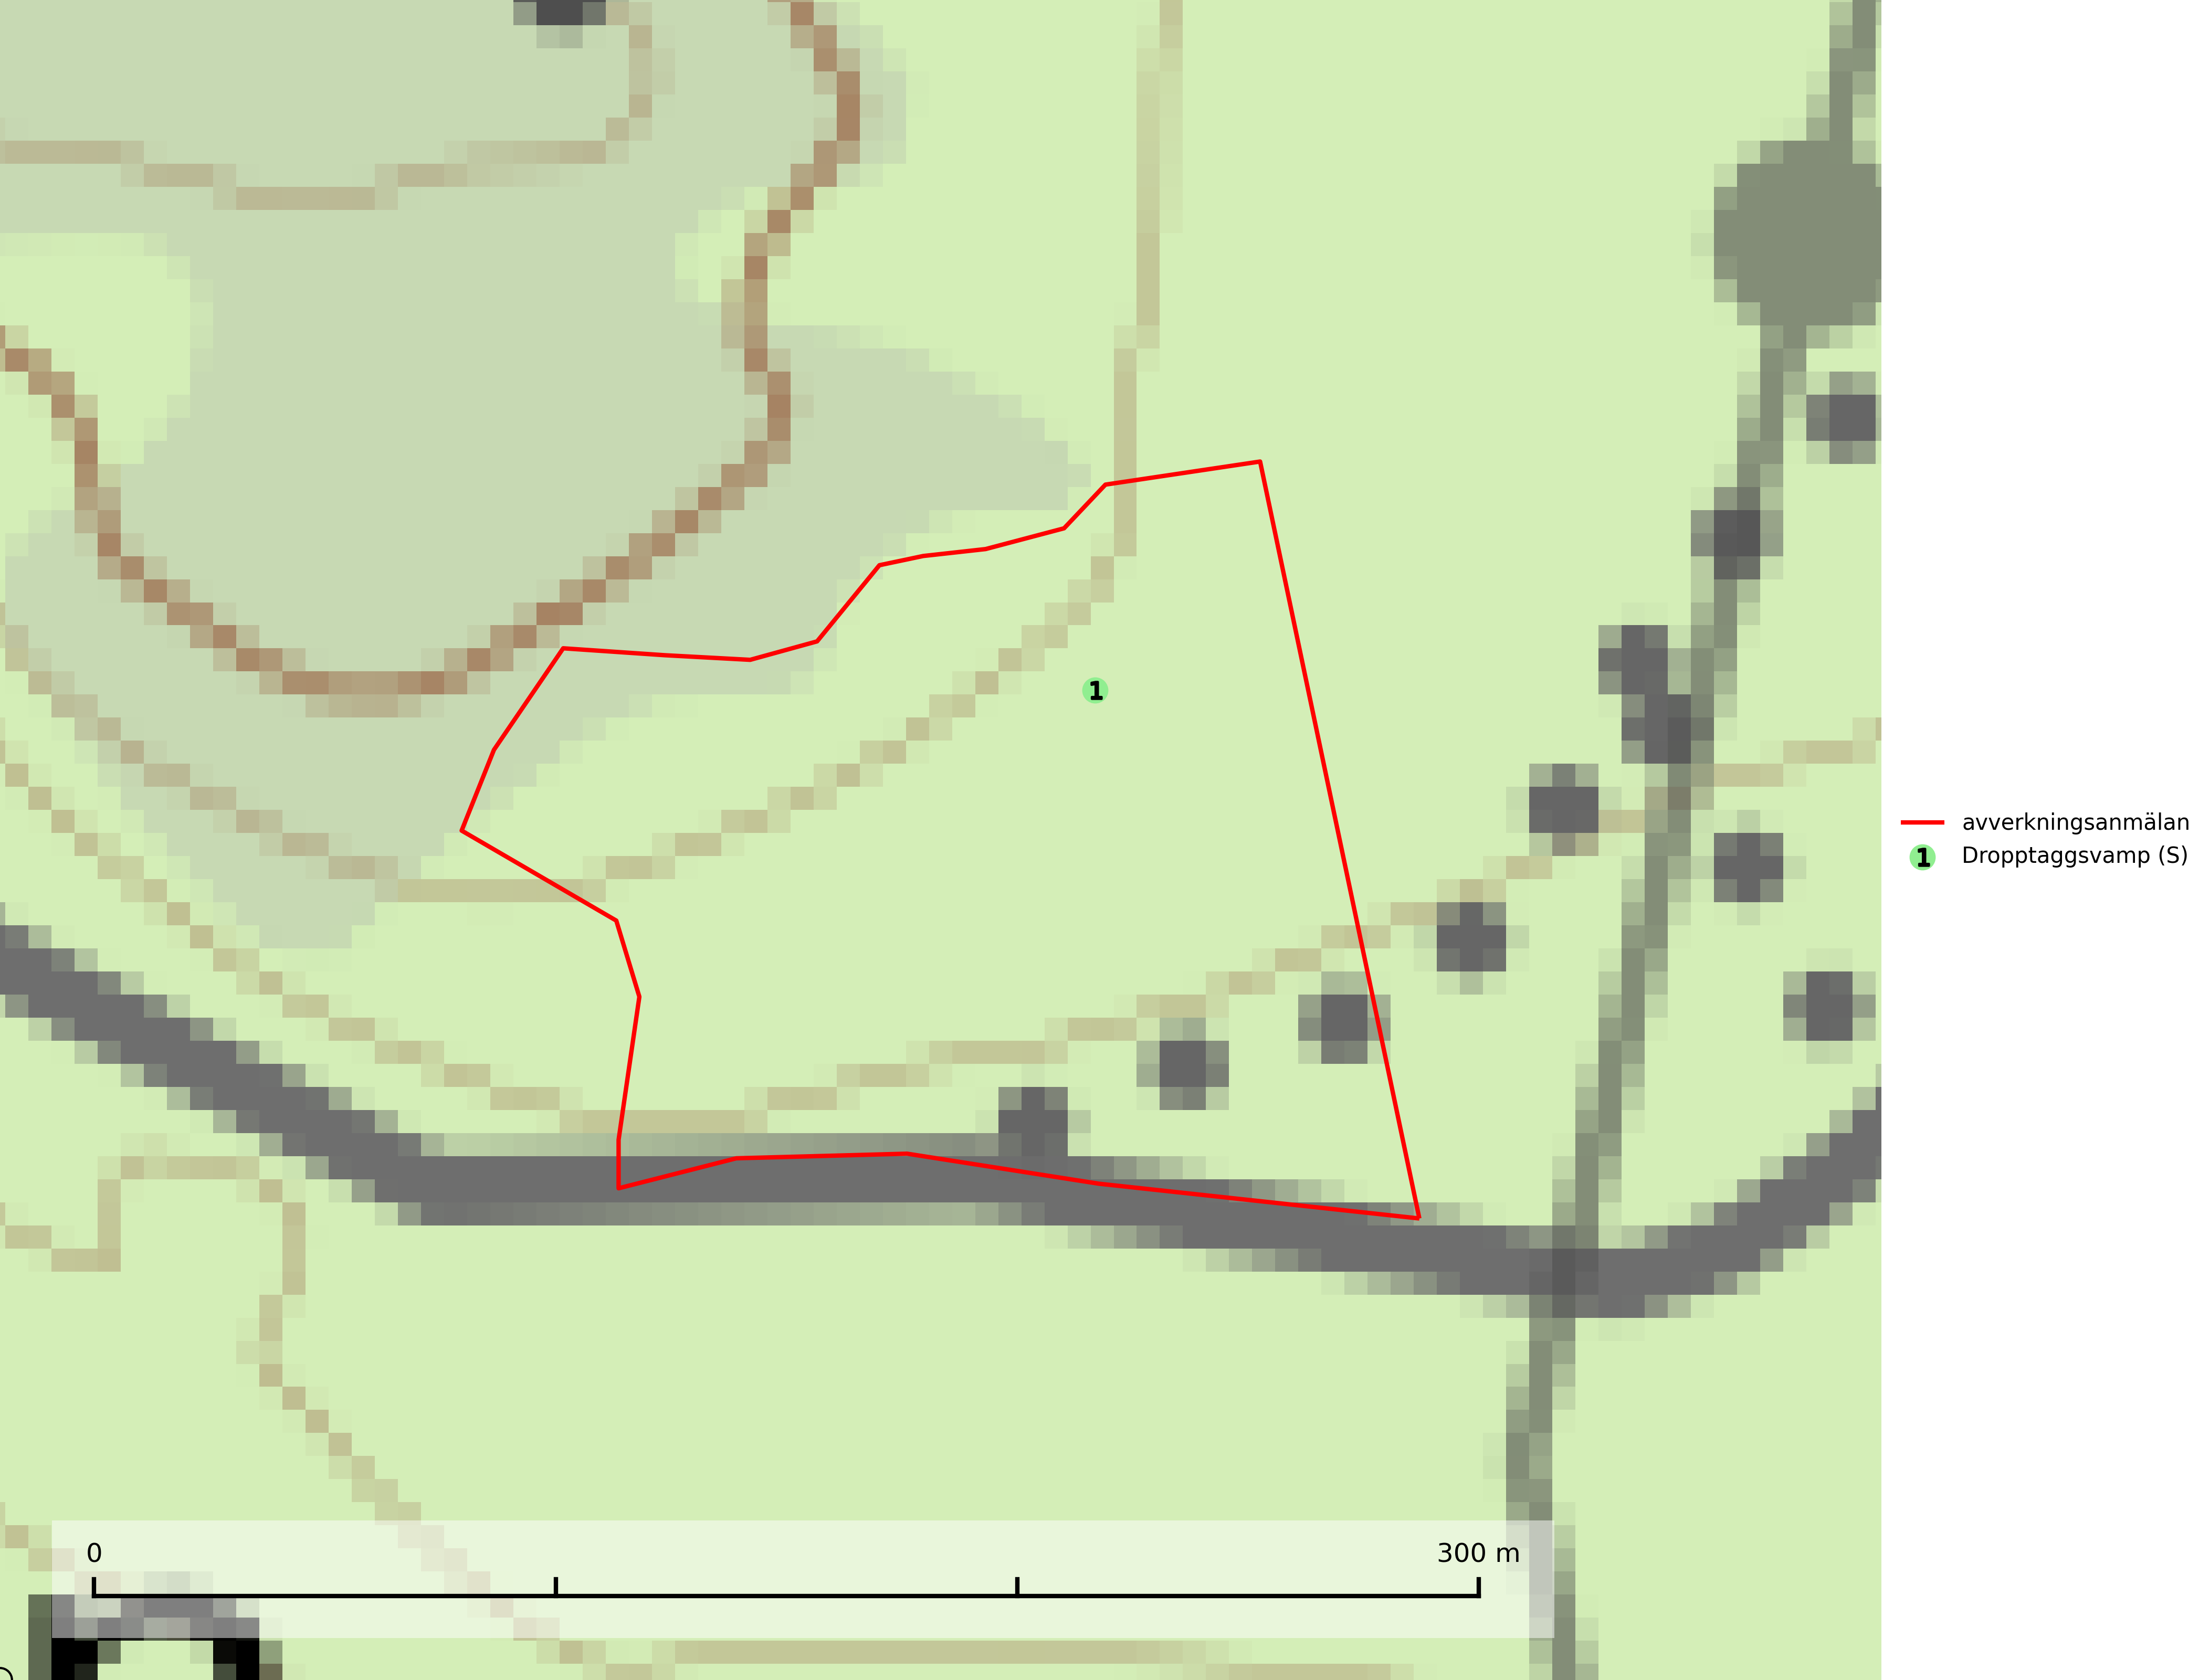 1
avverkningsanmälan
1 Dropptaggsvamp (S)
0 300 m